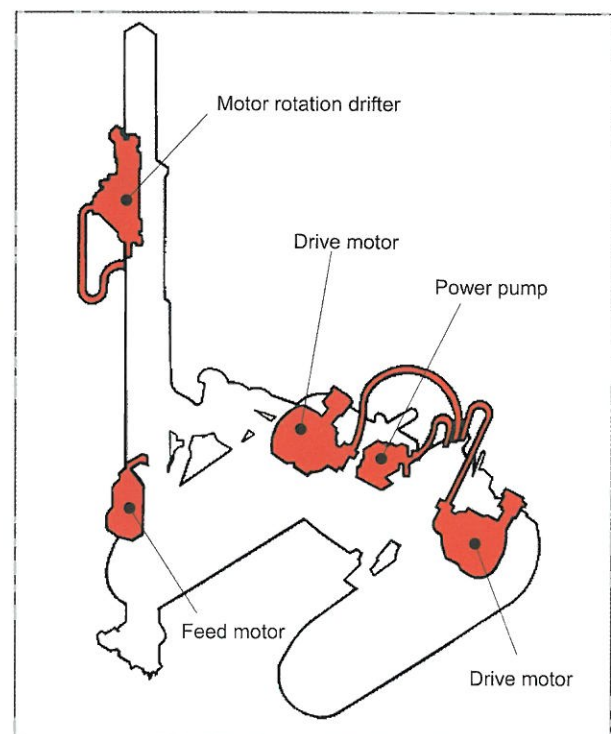 Motor rotation drifter
Drive motor
Power pump
Feed motor
Drive motor